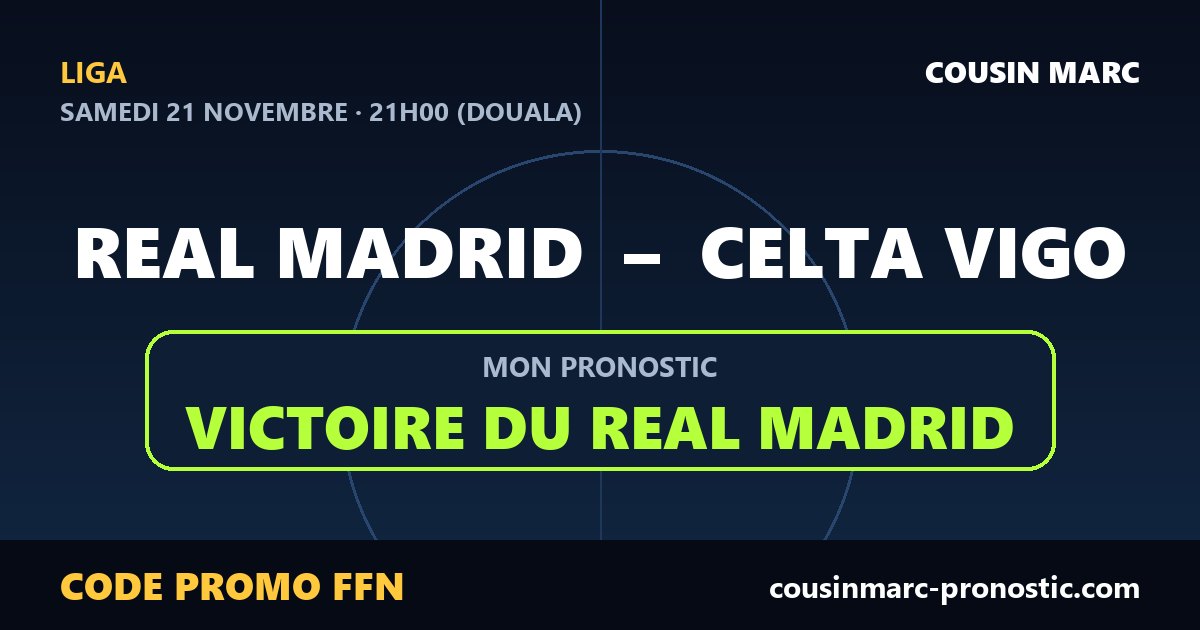 LIGA
COUSIN MARC
SAMEDI 21 NOVEMBRE · 21H00 (DOUALA)
REAL MADRID – CELTA VIGO
MON PRONOSTIC
VICTOIRE DU REAL MADRID
CODE PROMO FFN
cousinmarc-pronostic.com